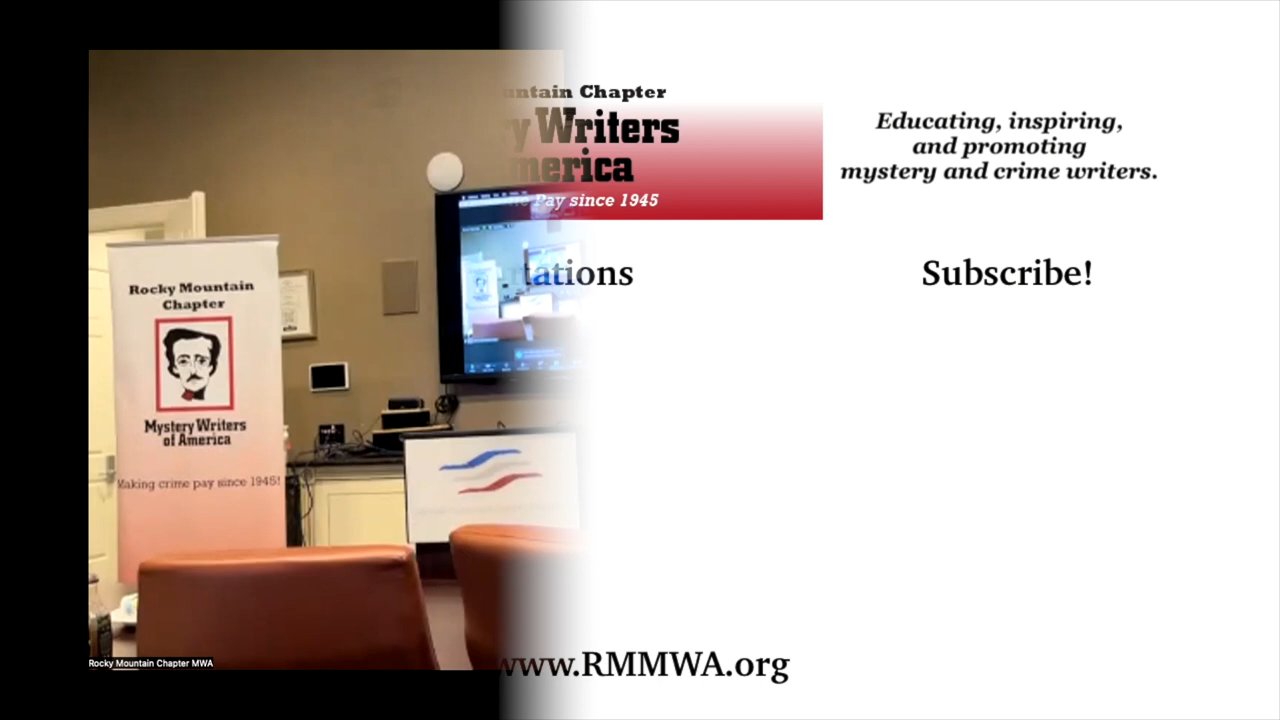 untain Chapter
y Writers
merica
Pay since 1945
Educating, inspiring,
and promoting
mystery and crime writers.
tations
Subscribe!
Rocky Mountain
Chapter
Mystery Writers
of America
Making crime pay since 1945!
Rocky Mountain Chapter MWA
www.RMMWA.org